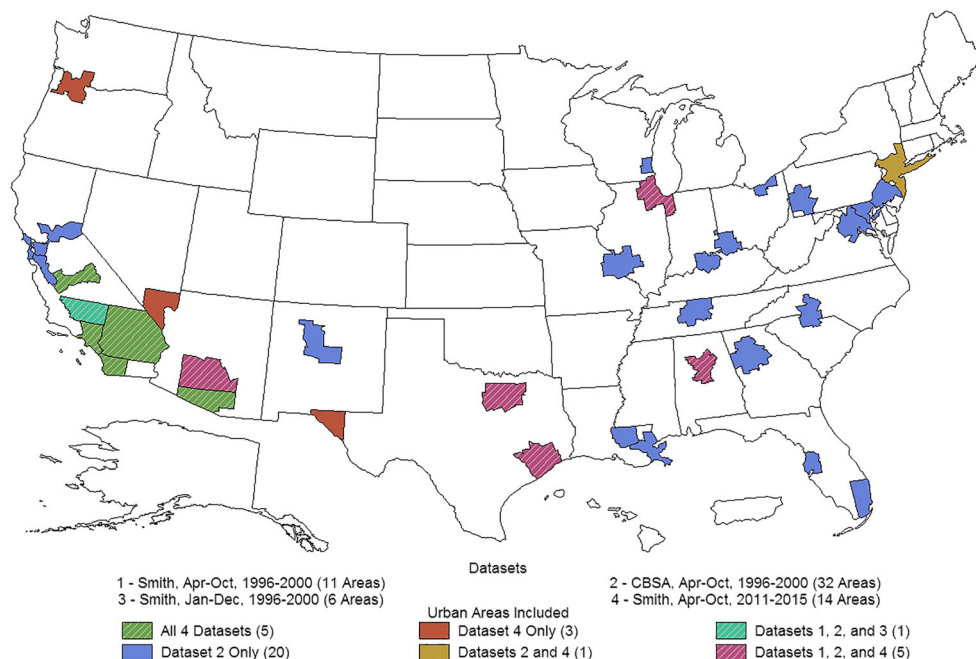 Datasets
1 - Smith, Apr-Oct, 1996-2000 (11 Areas)
2 - CBSA, Apr-Oct, 1996-2000 (32 Areas)
3 - Smith, Jan-Dec, 1996-2000 (6 Areas)
4 - Smith, Apr-Oct, 2011-2015 (14 Areas)
Urban Areas Included
All 4 Datasets (5)
Dataset 4 Only (3)
Datasets 1, 2, and 3 (1)
Dataset 2 Only (20)
Datasets 2 and 4 (1)
Datasets 1, 2, and 4 (5)